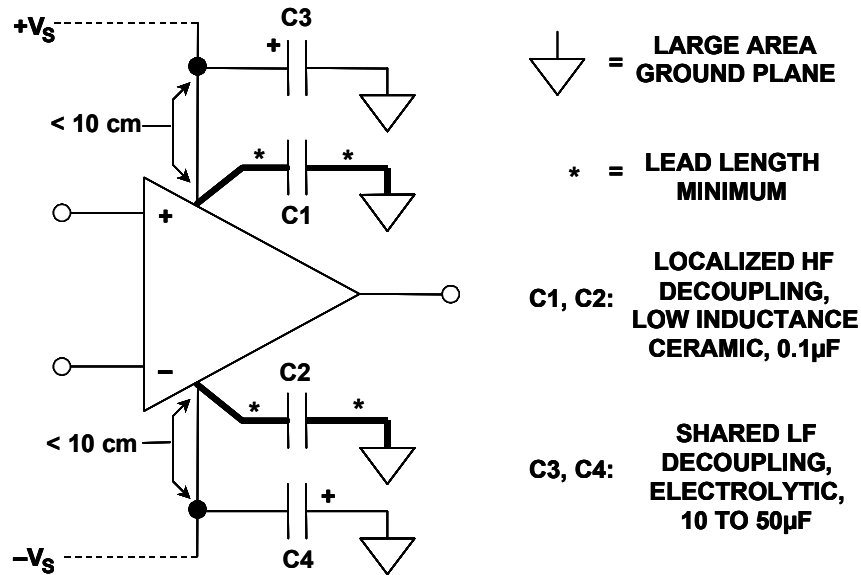 +VS
C3
+
< 10 cm
*
*
C1
+
–
C2
*
*
< 10 cm
+
C4
–VS
= LARGE AREA
GROUND PLANE
* = LEAD LENGTH
MINIMUM
C1, C2: LOCALIZED HF
DECOUPLING,
LOW INDUCTANCE
CERAMIC, 0.1µF
C3, C4: SHARED LF
DECOUPLING,
ELECTROLYTIC,
10 TO 50µF